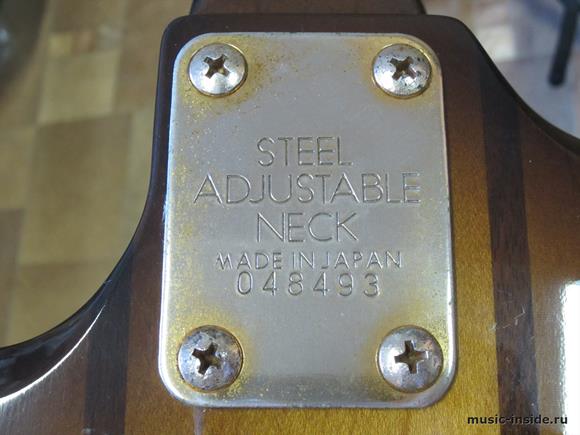 STEEL
ADJUSTABLE
NECK
MADE IN JAPAN
048493
music-inside.ru